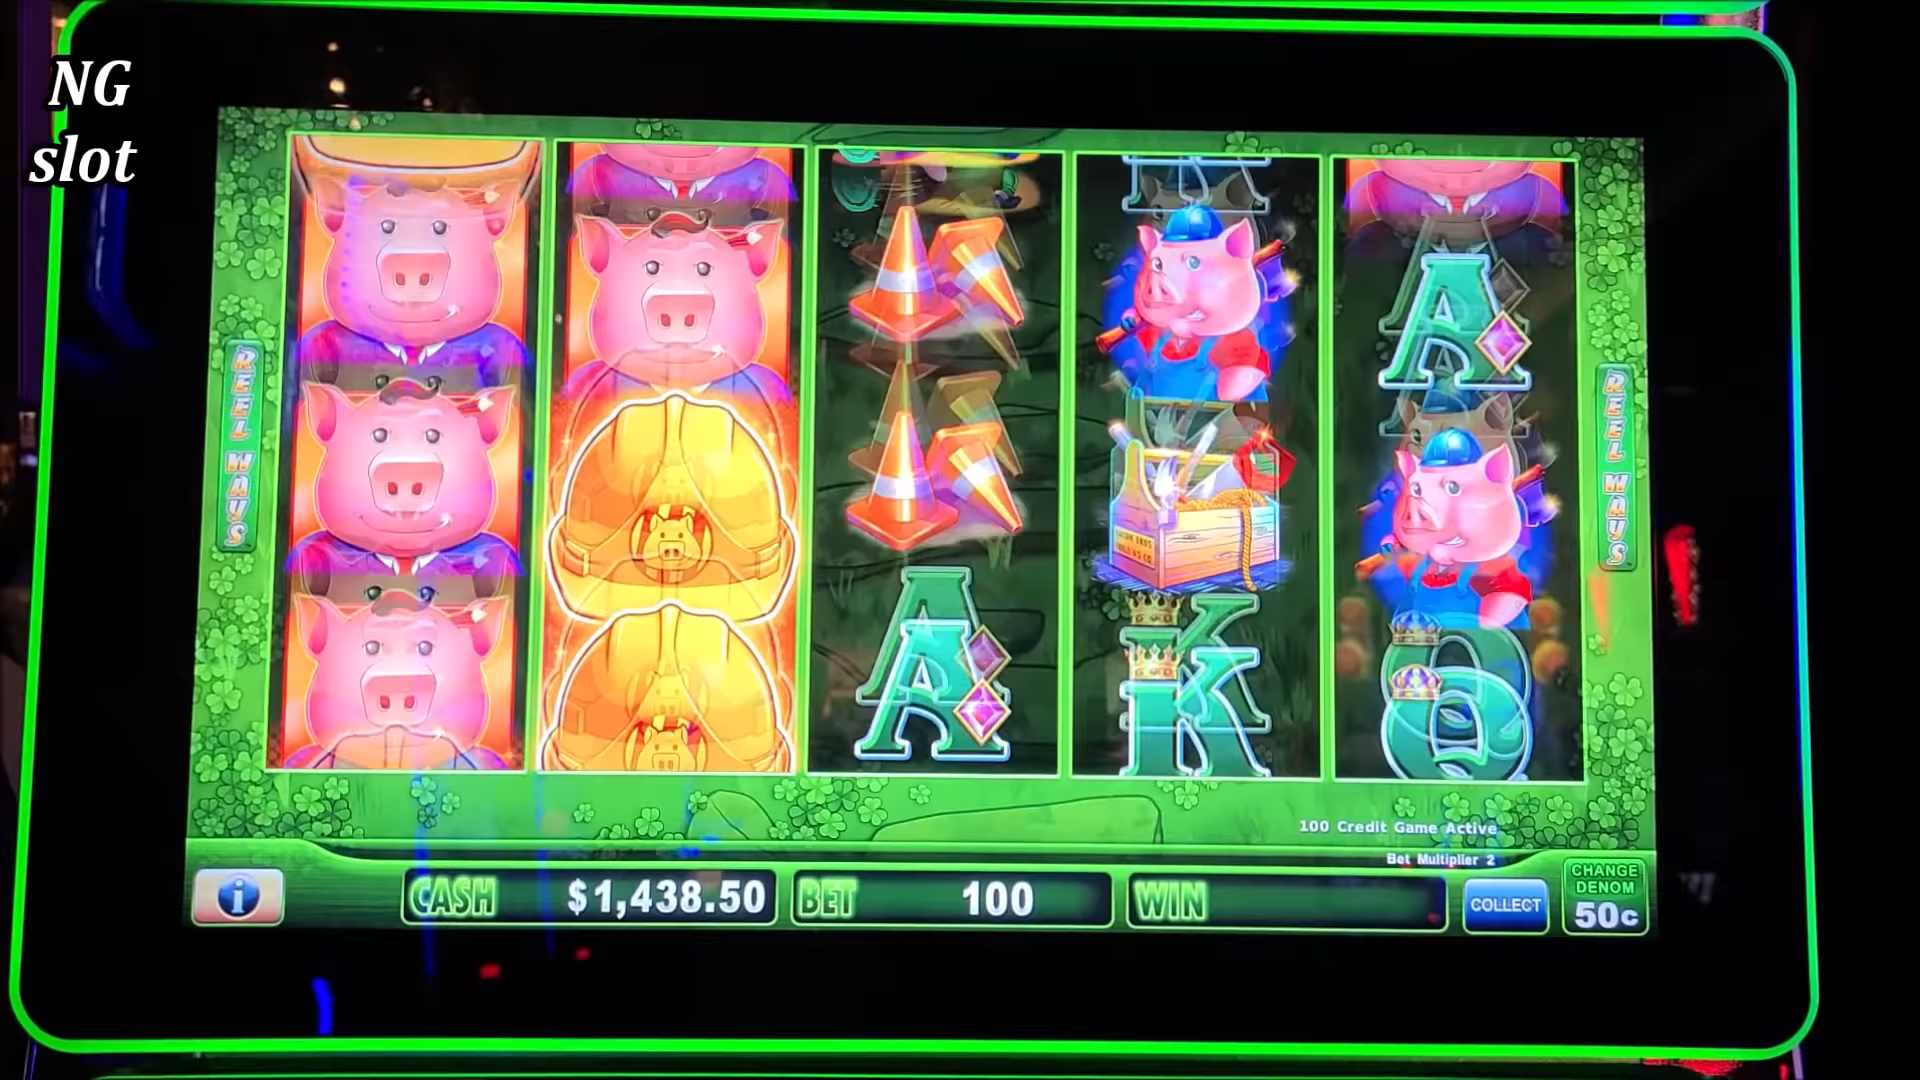 NG
slot
REEL WAYS
REEL WAYS
A
A
K
Q
100 Credit Game Active
Bet Multiplier 2
CASH $1,438.50
BET 100
WIN
COLLECT
CHANGE
DENOM
50¢